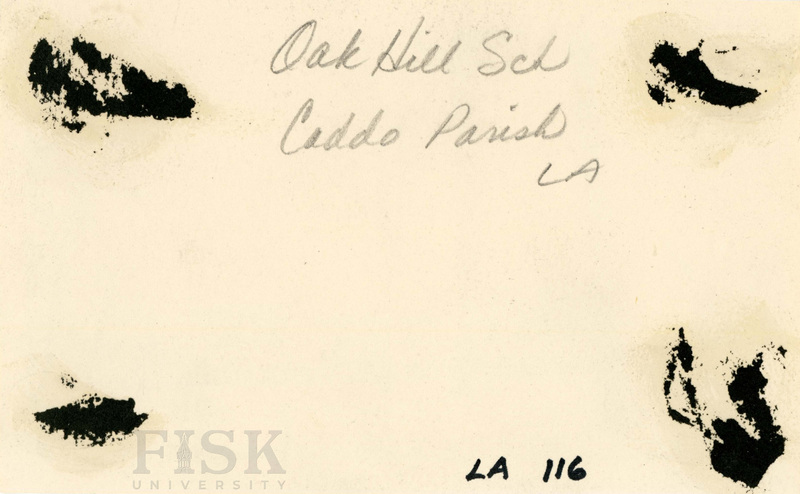 Oak Hill Sch
Caddo Parish
LA
FISK
UNIVERSITY
LA 116